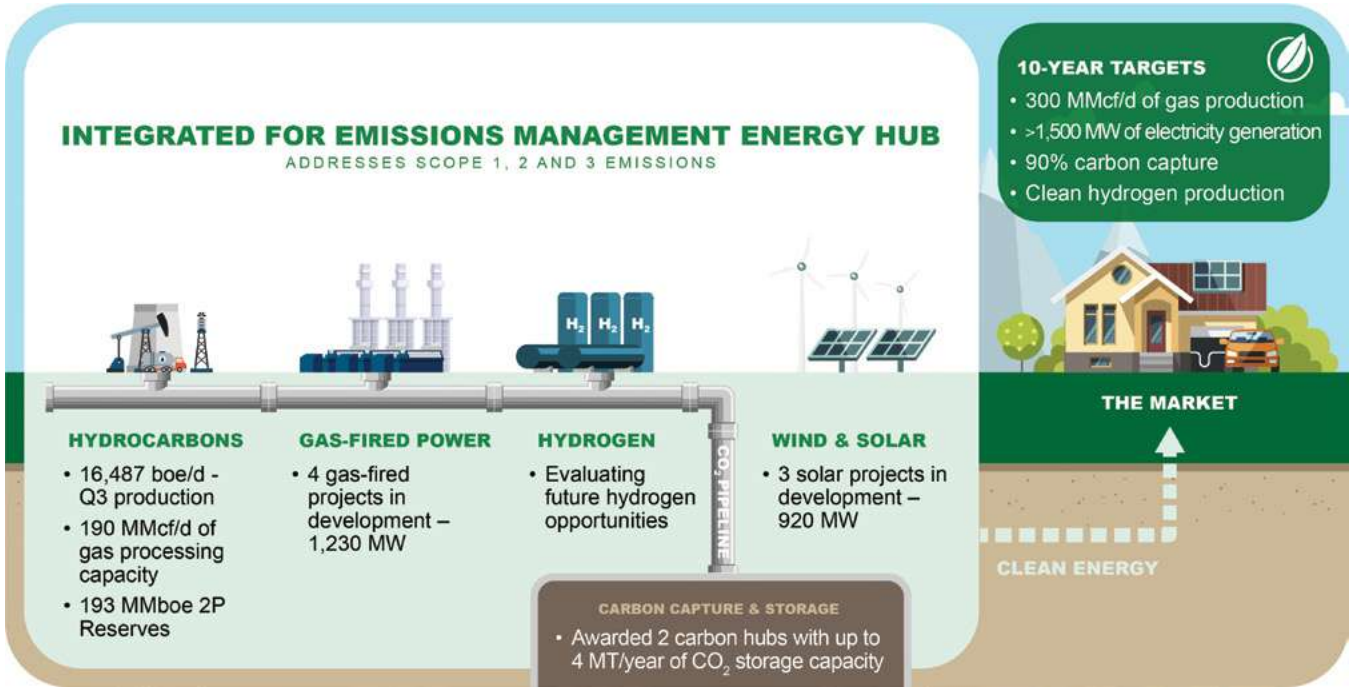 INTEGRATED FOR EMISSIONS MANAGEMENT ENERGY HUB
ADDRESSES SCOPE 1, 2 AND 3 EMISSIONS
10-YEAR TARGETS
• 300 MMcf/d of gas production
• >1,500 MW of electricity generation
• 90% carbon capture
• Clean hydrogen production
H2 H2 H2
HYDROCARBONS
• 16,487 boe/d -
Q3 production
• 190 MMcf/d of
gas processing
capacity
• 193 MMboe 2P
Reserves
GAS-FIRED POWER
• 4 gas-fired
projects in
development –
1,230 MW
HYDROGEN
• Evaluating
future hydrogen
opportunities
CO2 PIPELINE
WIND & SOLAR
• 3 solar projects in
development –
920 MW
THE MARKET
CLEAN ENERGY
CARBON CAPTURE & STORAGE
• Awarded 2 carbon hubs with up to
4 MT/year of CO2 storage capacity